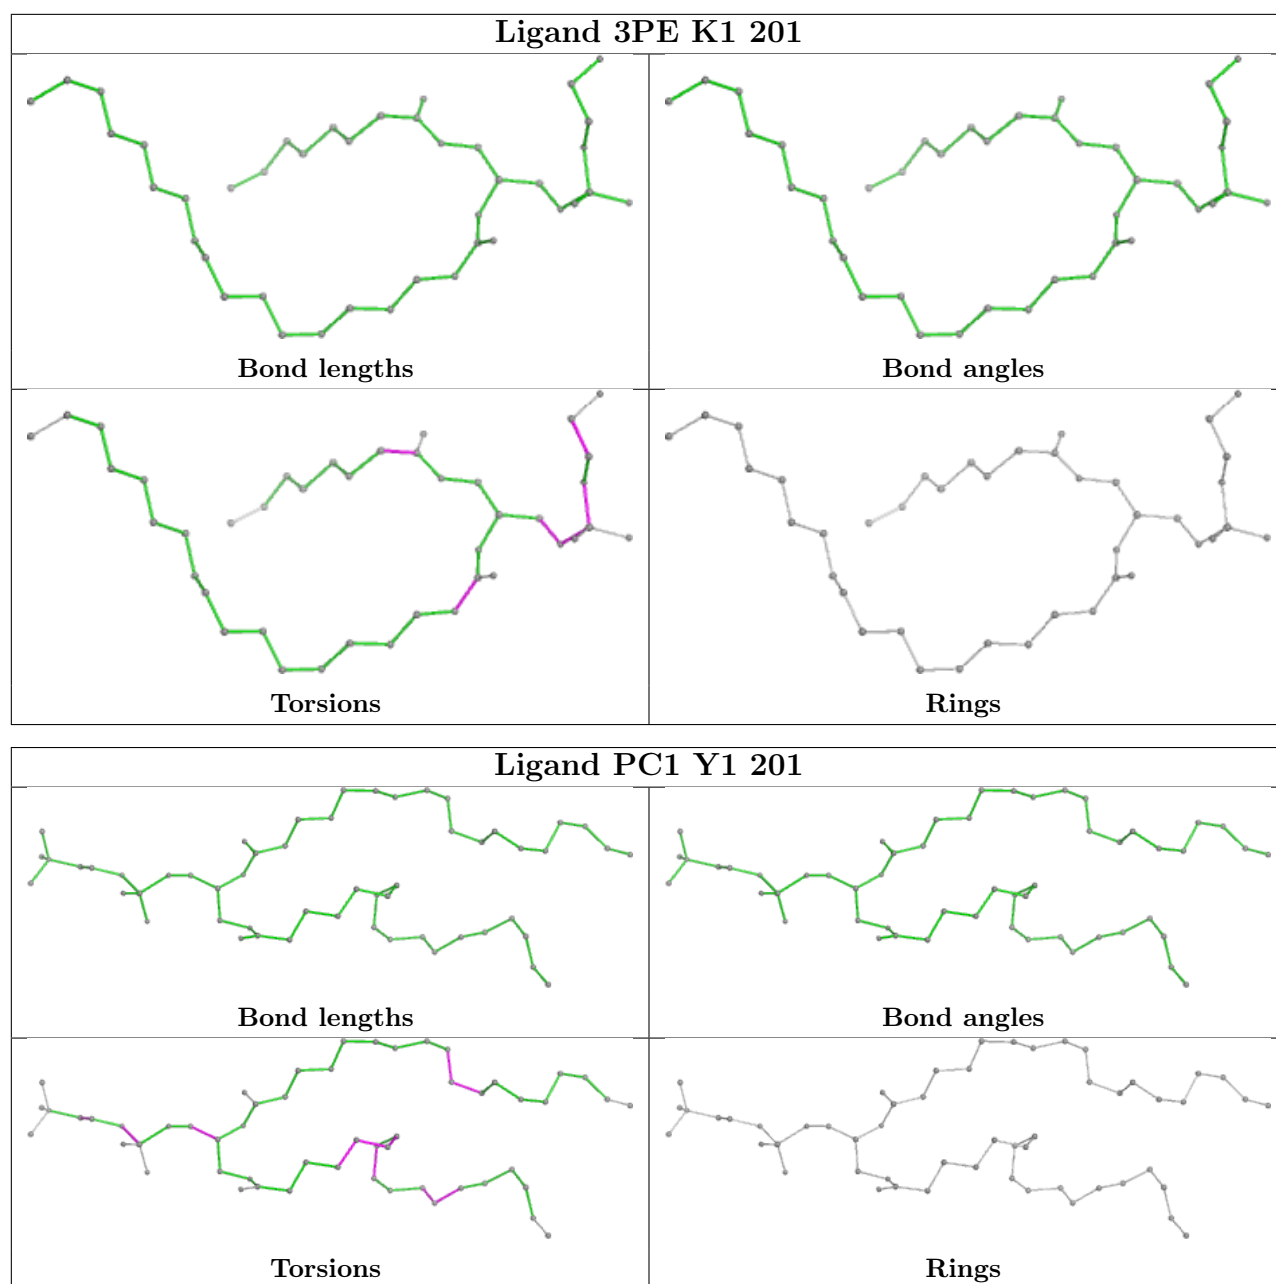 Ligand 3PE K1 201
Bond lengths
Bond angles
Torsions
Rings
Ligand PC1 Y1 201
Bond lengths
Bond angles
Torsions
Rings